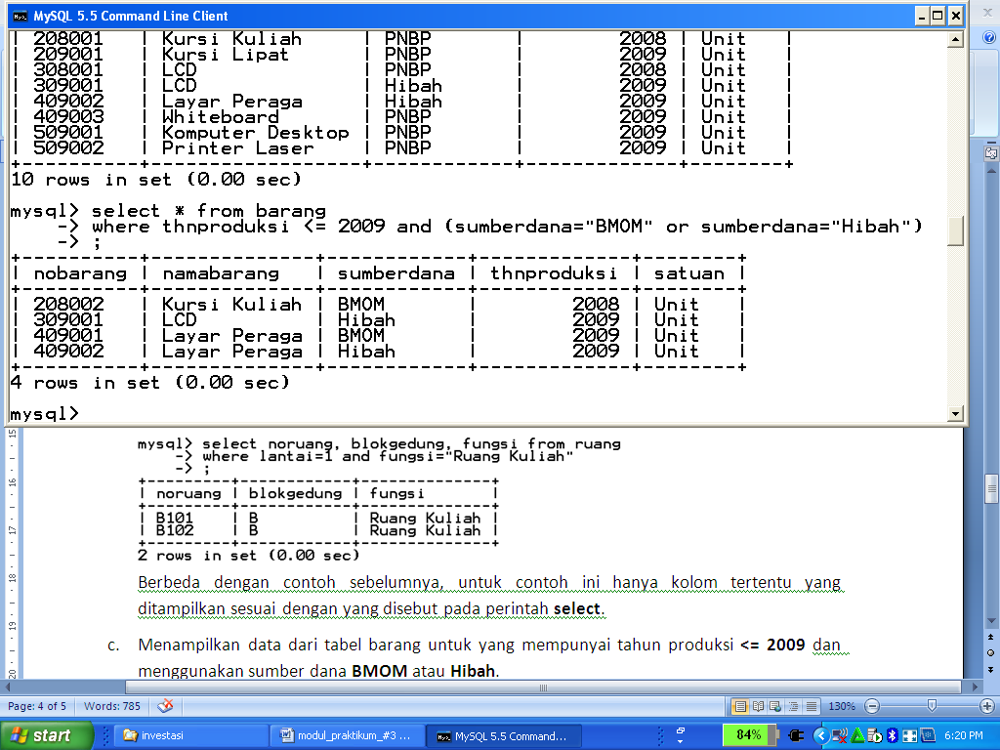 MySQL 5.5 Command Line Client
| 208001 | Kursi Kuliah | PNBP | 2008 | Unit |
| 209001 | Kursi Lipat | PNBP | 2009 | Unit |
| 308001 | LCD | PNBP | 2008 | Unit |
| 309001 | LCD | Hibah | 2009 | Unit |
| 409002 | Layar Peraga | Hibah | 2009 | Unit |
| 409003 | Whiteboard | PNBP | 2009 | Unit |
| 509001 | Komputer Desktop | PNBP | 2009 | Unit |
| 509002 | Printer Laser | PNBP | 2009 | Unit |
10 rows in set (0.00 sec)
mysql> select * from barang
-> where thnproduksi <= 2009 and (sumberdana="BMOM" or sumberdana="Hibah")
-> ;
| nobarang | namabarang | sumberdana | thnproduksi | satuan |
| 208002 | Kursi Kuliah | BMOM | 2008 | Unit |
| 309001 | LCD | Hibah | 2009 | Unit |
| 409001 | Layar Peraga | BMOM | 2009 | Unit |
| 409002 | Layar Peraga | Hibah | 2009 | Unit |
4 rows in set (0.00 sec)
mysql>
mysql> select noruang, blokgedung, fungsi from ruang
-> where lantai=1 and fungsi="Ruang Kuliah"
-> ;
| noruang | blokgedung | fungsi |
| B101 | B | Ruang Kuliah |
| B102 | B | Ruang Kuliah |
2 rows in set (0.00 sec)
Berbeda dengan contoh sebelumnya, untuk contoh ini hanya kolom tertentu yang
ditampilkan sesuai dengan yang disebut pada perintah select.
c. Menampilkan data dari tabel barang untuk yang mempunyai tahun produksi <= 2009 dan
menggunakan sumber dana BMOM atau Hibah.
15
16
17
18
19
20
Page: 4 of 5 Words: 785 130%
start investasi modul_praktikum_#3 ... MySQL 5.5 Command... 84% 6:20 PM